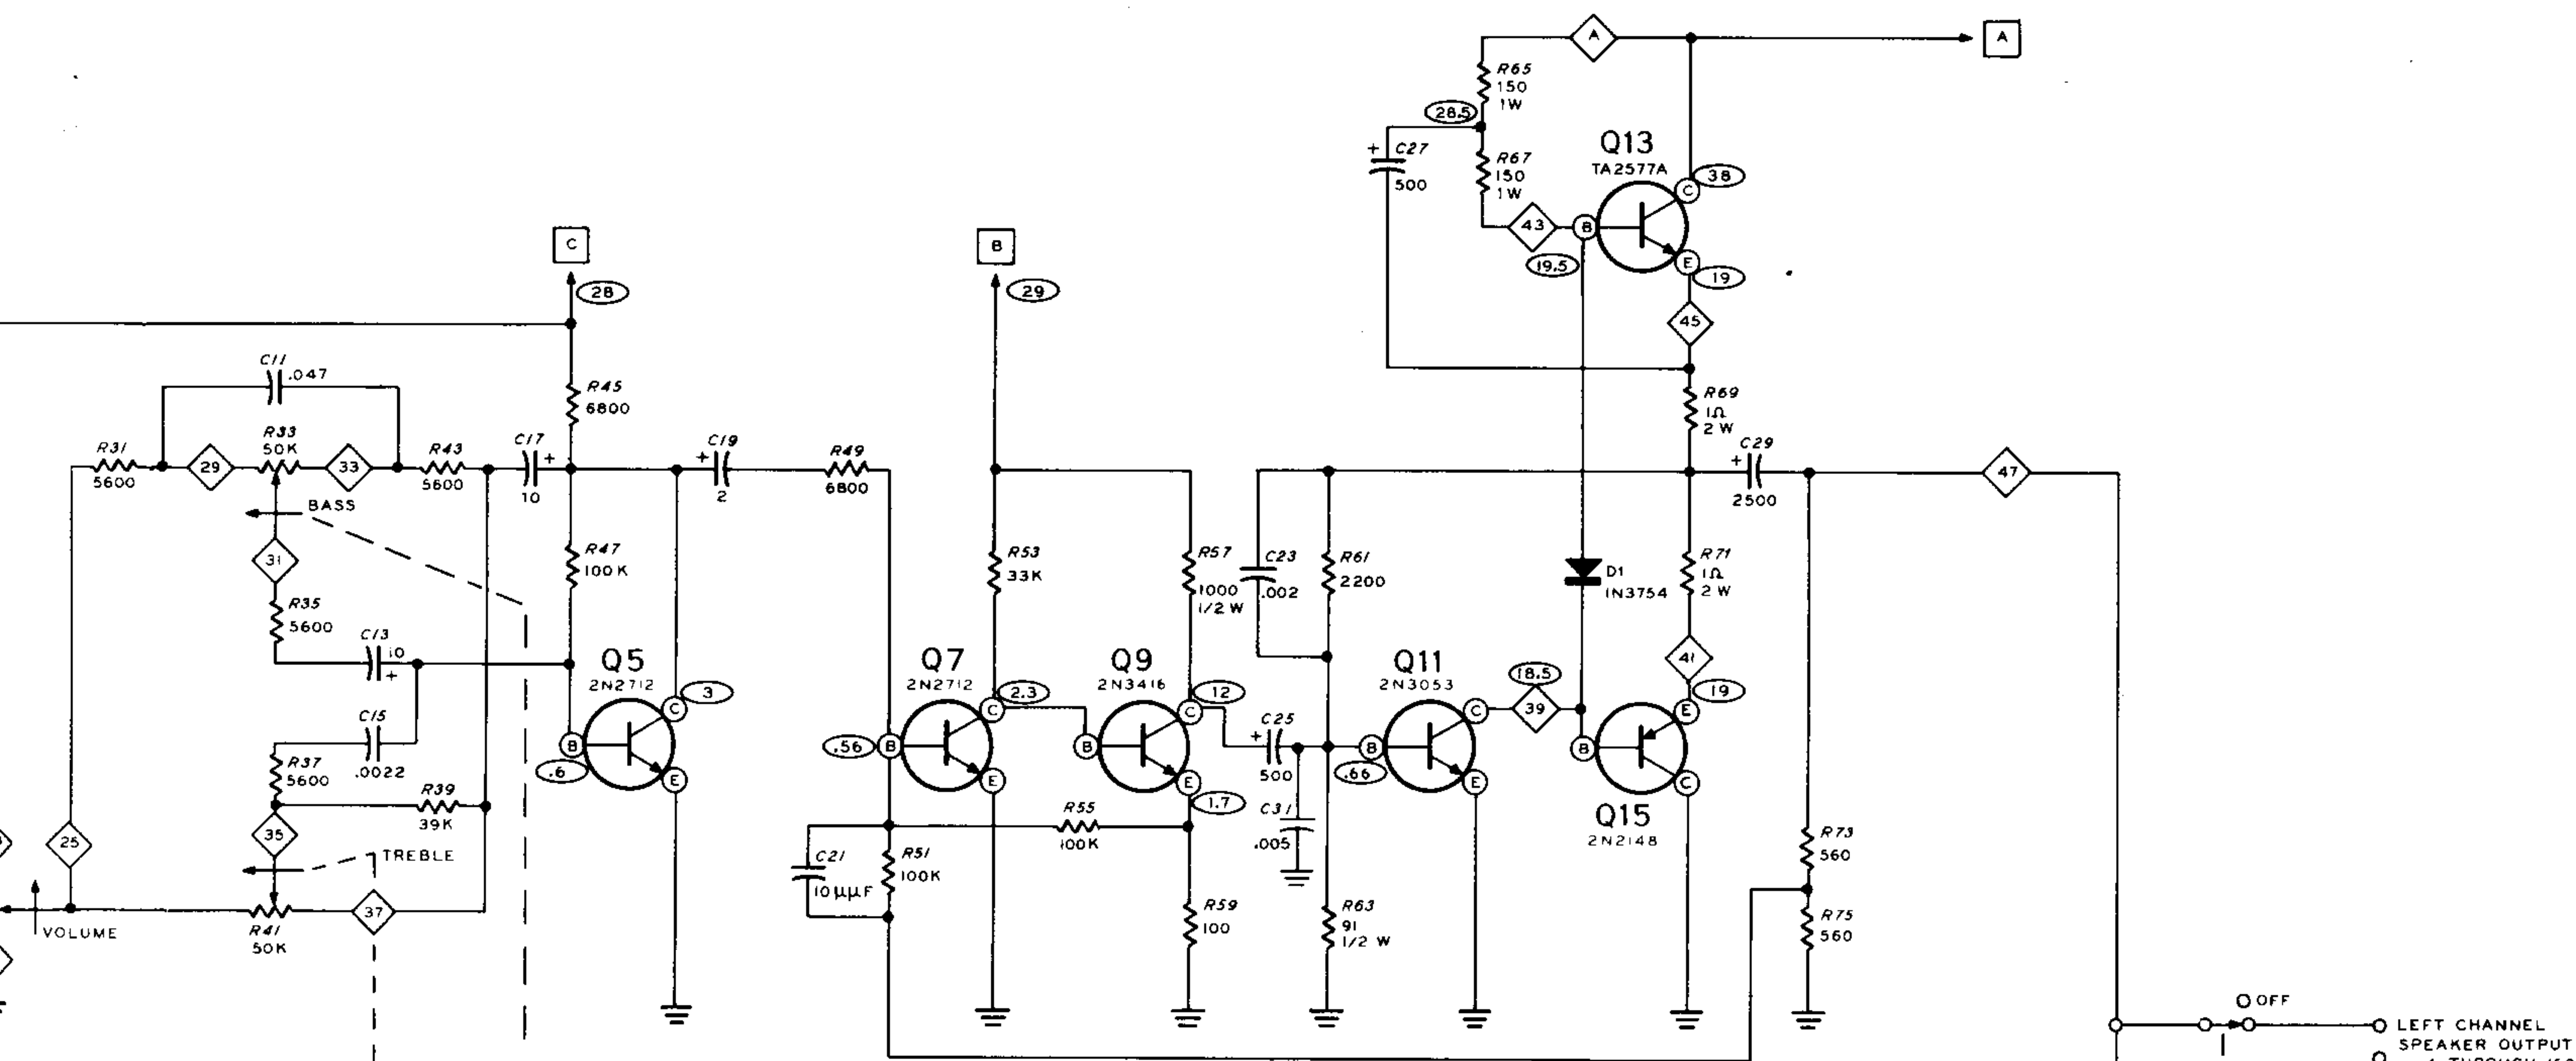 A
A
R65
150
1W
28.5
+ C27
500
R67
150
1W
Q13
TA2577A
C
38
43
B
19.5
E
19
45
C
28
B
29
C11
.047
R45
6800
R69
1Ω
2 W
R31
5600
29
R33
50K
33
R43
5600
C17
+
10
C19
+
2
R49
6800
C29
+
2500
47
BASS
31
R47
100K
R53
33K
R57
1000
1/2 W
C23
.002
R61
2200
D1
1N3754
R71
1Ω
2 W
R35
5600
C13
10
+
Q5
2N2712
C
3
B
.6
E
Q7
2N2712
C
2.3
.56
B
E
Q9
2N3416
C
12
B
E
1.7
C25
+
500
Q11
2N3053
C
B
.66
E
18.5
39
41
19
E
B
C
Q15
2N2148
C15
.0022
R37
5600
R39
39K
35
25
TREBLE
C21
10μμF
R51
100K
R55
100K
C31
.005
R73
560
VOLUME
R41
50K
37
R59
100
R63
91
1/2 W
R75
560
OFF
LEFT CHANNEL
SPEAKER OUTPUT